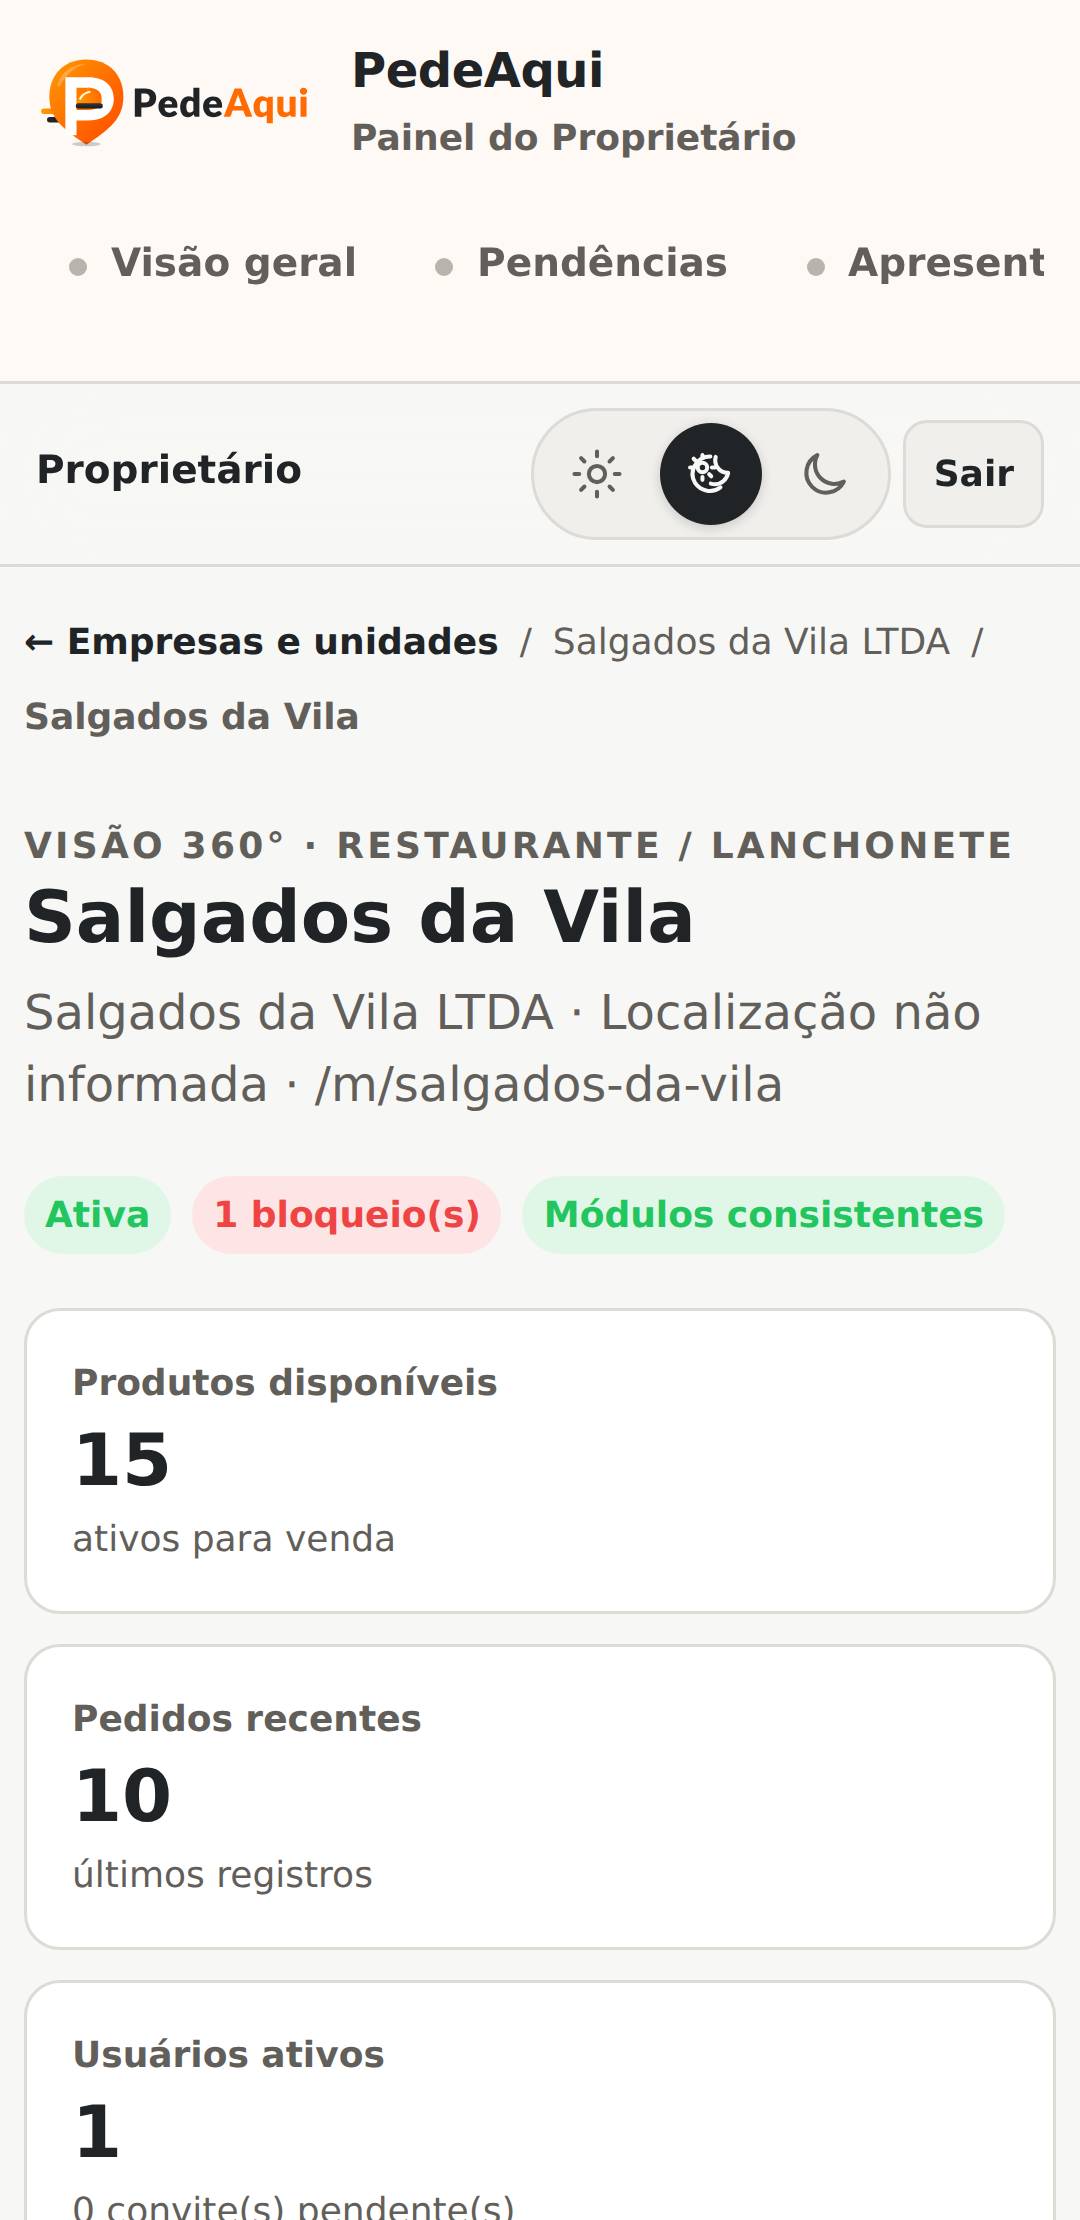 PedeAqui
PedeAqui
Painel do Proprietário
Visão geral
Pendências
Apresent
Proprietário
Sair
← Empresas e unidades / Salgados da Vila LTDA /
Salgados da Vila
VISÃO 360° · RESTAURANTE / LANCHONETE
Salgados da Vila
Salgados da Vila LTDA · Localização não
informada · /m/salgados-da-vila
Ativa
1 bloqueio(s)
Módulos consistentes
Produtos disponíveis
15
ativos para venda
Pedidos recentes
10
últimos registros
Usuários ativos
1
0 convite(s) pendente(s)